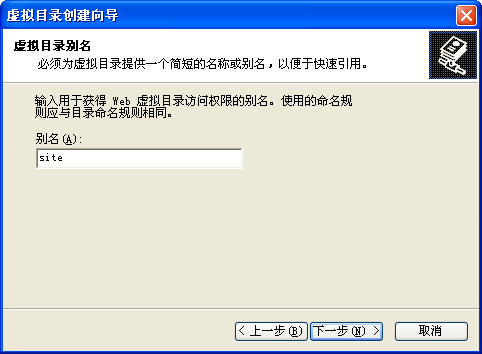 虚拟目录创建向导
虚拟目录别名
必须为虚拟目录提供一个简短的名称或别名，以便于快速引用。
输入用于获得 Web 虚拟目录访问权限的别名。使用的命名规
则应与目录命名规则相同。
别名(A):
site
< 上一步(B) 下一步(N) > 取消